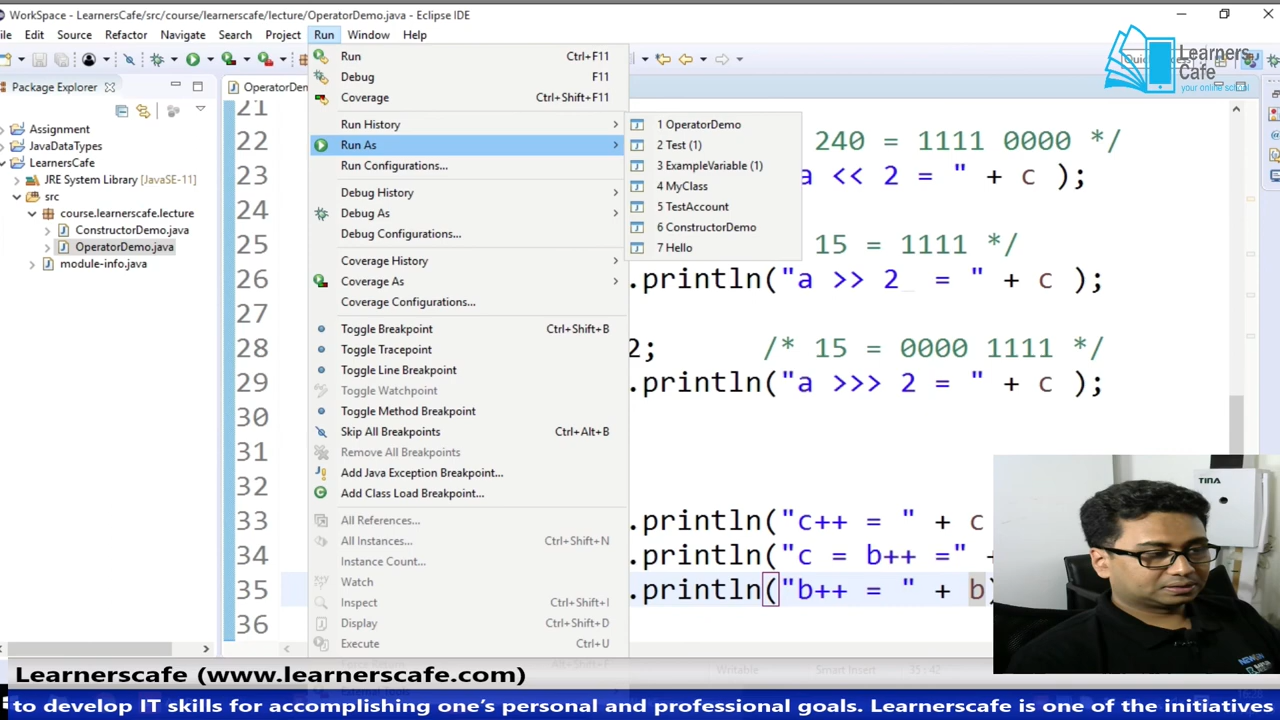 WorkSpace - LearnersCafe/src/course/learnerscafe/lecture/OperatorDemo.java - Eclipse IDE
File Edit Source Refactor Navigate Search Project Run Window Help
Learners
Cafe
your online school
Package Explorer
Assignment
JavaDataTypes
LearnersCafe
JRE System Library [JavaSE-11]
src
course.learnerscafe.lecture
ConstructorDemo.java
OperatorDemo.java
module-info.java
Run Ctrl+F11
Debug F11
Coverage Ctrl+Shift+F11
Run History
Run As
Run Configurations...
Debug History
Debug As
Debug Configurations...
Coverage History
Coverage As
Coverage Configurations...
Toggle Breakpoint Ctrl+Shift+B
Toggle Tracepoint
Toggle Line Breakpoint
Toggle Watchpoint
Toggle Method Breakpoint
Skip All Breakpoints Ctrl+Alt+B
Remove All Breakpoints
Add Java Exception Breakpoint...
Add Class Load Breakpoint...
All References...
All Instances... Ctrl+Shift+N
Instance Count...
Watch
Inspect Ctrl+Shift+I
Display Ctrl+Shift+D
Execute Ctrl+U
1 OperatorDemo
2 Test (1)
3 ExampleVariable (1)
4 MyClass
5 TestAccount
6 ConstructorDemo
7 Hello
OperatorDem
21
22 240 = 1111 0000 */
23 a << 2 = " + c );
24
25 15 = 1111 */
26 .println("a >> 2 = " + c );
27
28 2; /* 15 = 0000 1111 */
29 .println("a >>> 2 = " + c );
30
31
32
33 .println("c++ = " + c
34 .println("c = b++ =" +
35 .println("b++ = " + b)
36
TINA
Writable Smart Insert 35 : 42
Learnerscafe (www.learnerscafe.com)
to develop IT skills for accomplishing one's personal and professional goals. Learnerscafe is one of the initiatives